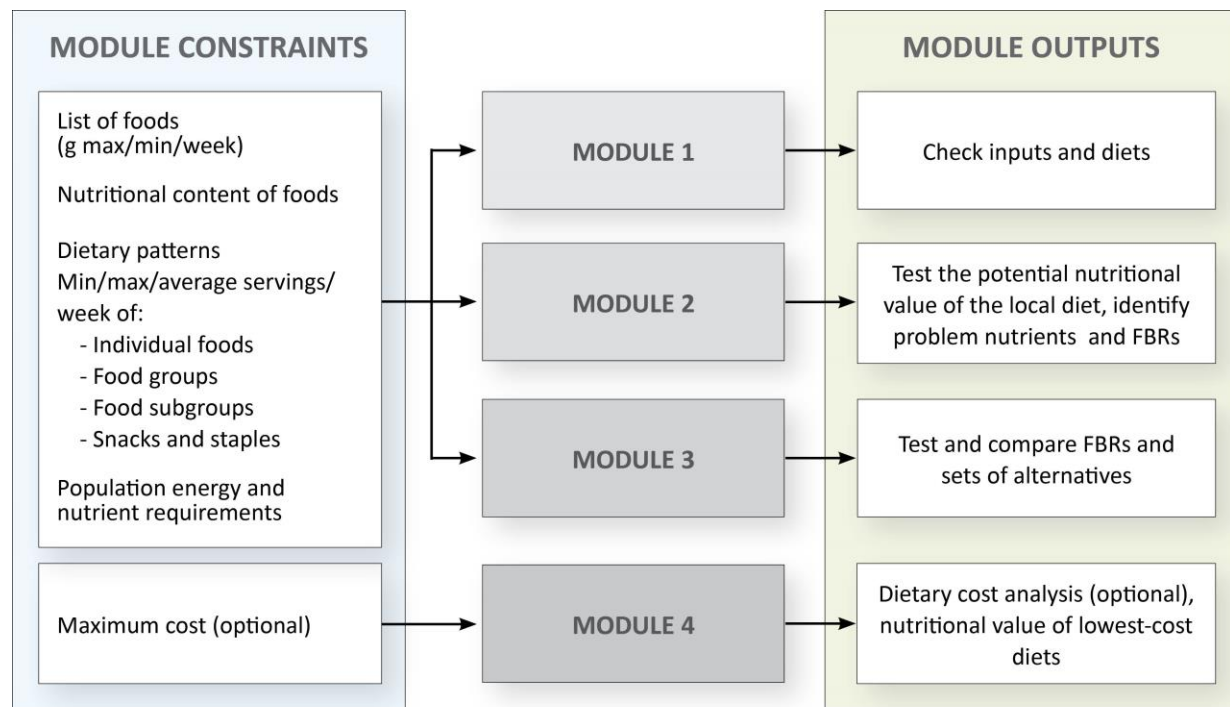 MODULE CONSTRAINTS
List of foods
(g max/min/week)
Nutritional content of foods
Dietary patterns
Min/max/average servings/
week of:
- Individual foods
- Food groups
- Food subgroups
- Snacks and staples
Population energy and
nutrient requirements
Maximum cost (optional)
MODULE 1
MODULE 2
MODULE 3
MODULE 4
MODULE OUTPUTS
Check inputs and diets
Test the potential nutritional
value of the local diet, identify
problem nutrients and FBRs
Test and compare FBRs and
sets of alternatives
Dietary cost analysis (optional),
nutritional value of lowest-cost
diets